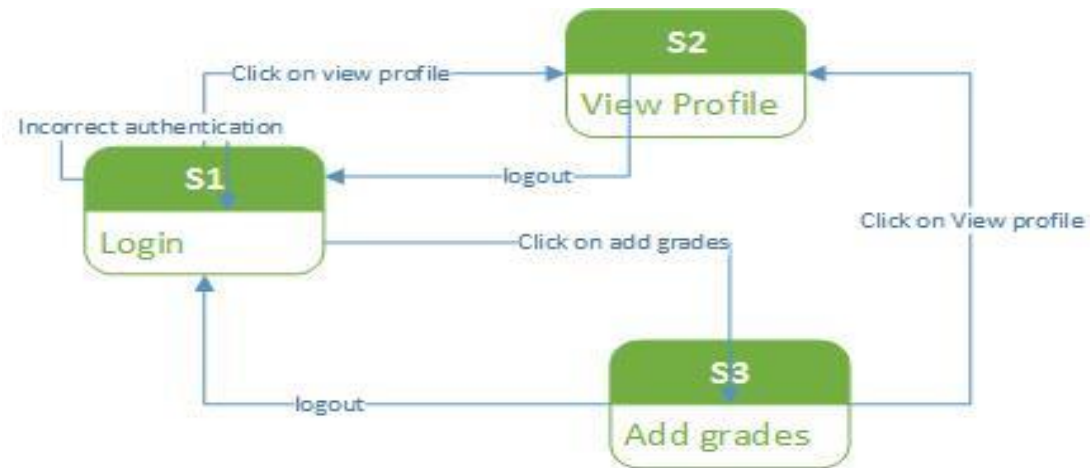 S2
Click on view profile
View Profile
Incorrect authentication
S1
logout
Login
Click on add grades
Click on View profile
S3
logout
Add grades